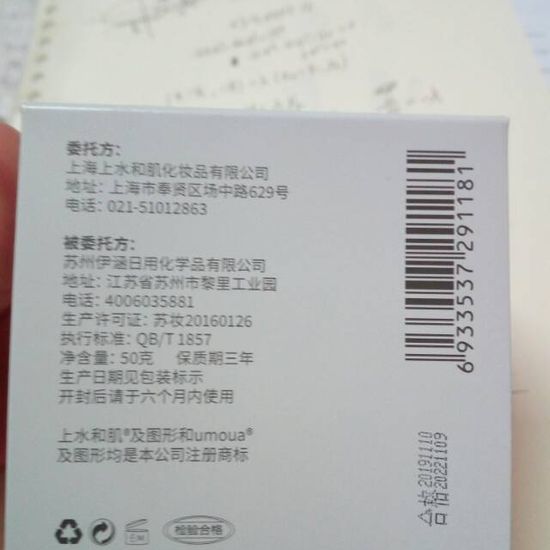 委托方：
上海上水和肌化妆品有限公司
地址：上海市奉贤区场中路629号
电话：021-51012863
被委托方：
苏州伊涵日用化学品有限公司
地址：江苏省苏州市黎里工业园
电话：4006035881
生产许可证：苏妆20160126
执行标准：QB/T 1857
净含量：50克 保质期三年
生产日期见包装标示
开封后请于六个月内使用
上水和肌®及图形和umoua®
及图形均是本公司注册商标
检验合格
6 933537 291181
20191110
合格 20221109